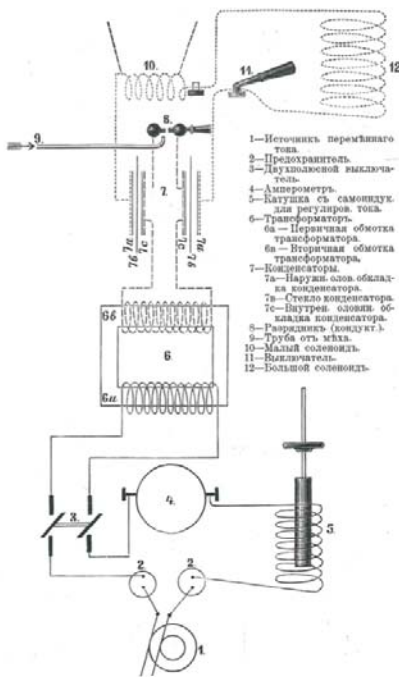 10.
11.
12
8.
9.
7.
7а
7в
7с
7с
7в
7а
6в
6.
6а
3.
4.
5.
2
2
1.
1—Источникъ перемѣннаго
тока.
2—Предохранитель.
3—Двухполюсной выключа-
тель.
4—Амперометръ.
5—Катушка съ самоиндук.
для регулиров. тока.
6—Трансформаторъ.
6а — Первичная обмотка
трансформатора.
6в — Вторичная обмотка
трансформатора.
7—Конденсаторы.
7а—Наружн. олов. обклад-
ка конденсатора.
7в—Стекло конденсатора.
7с—Внутрен. оловян. об-
кладка конденсатора.
8—Разрядникъ (кондукт.).
9—Труба отъ мѣха.
10—Малый соленоидъ.
11—Выключатель.
12—Большой соленоидъ.